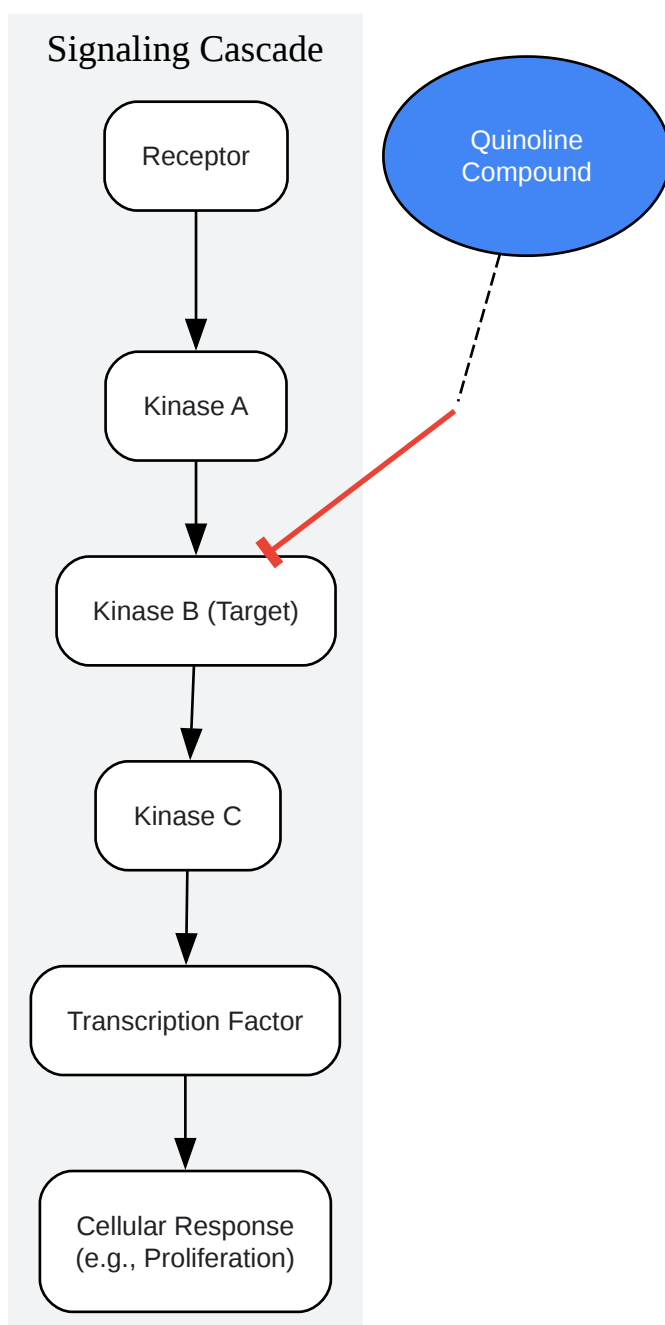 Signaling Cascade
Receptor
Quinoline
Compound
Kinase A
Kinase B (Target)
Kinase C
Transcription Factor
Cellular Response
(e.g., Proliferation)